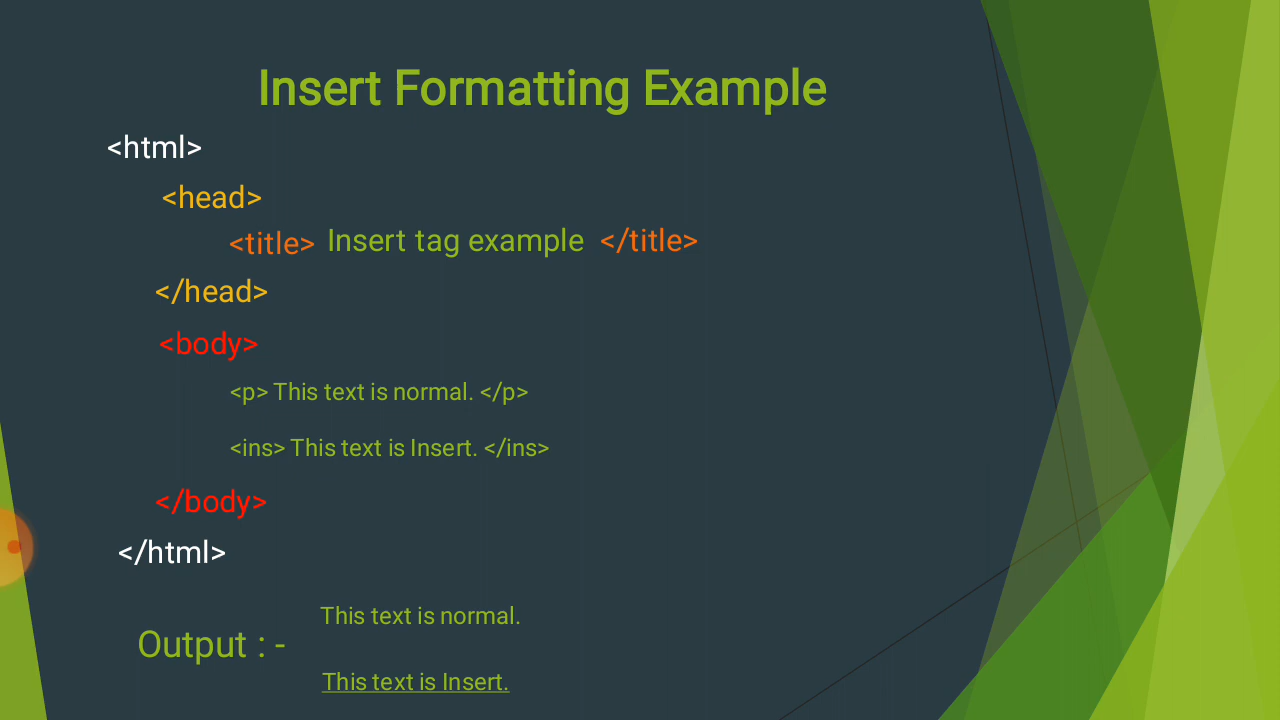 Insert Formatting Example
<html>
<head>
<title> Insert tag example </title>
</head>
<body>
<p> This text is normal. </p>
<ins> This text is Insert. </ins>
</body>
</html>
This text is normal.
Output : -
This text is Insert.